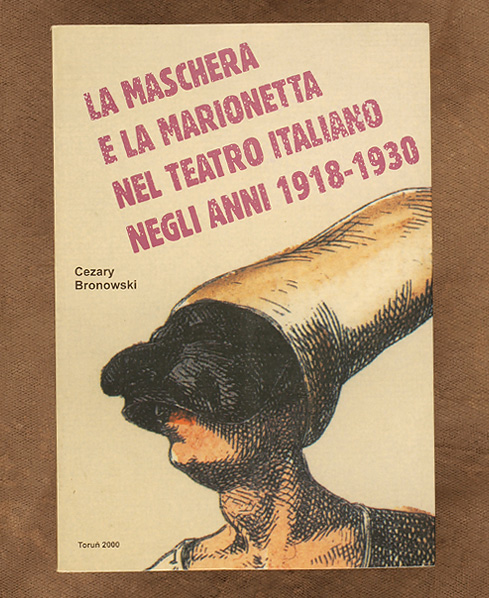 LA MASCHERA
E LA MARIONETTA
NEL TEATRO ITALIANO
NEGLI ANNI 1918-1930
Cezary
Bronowski
Toruń 2000